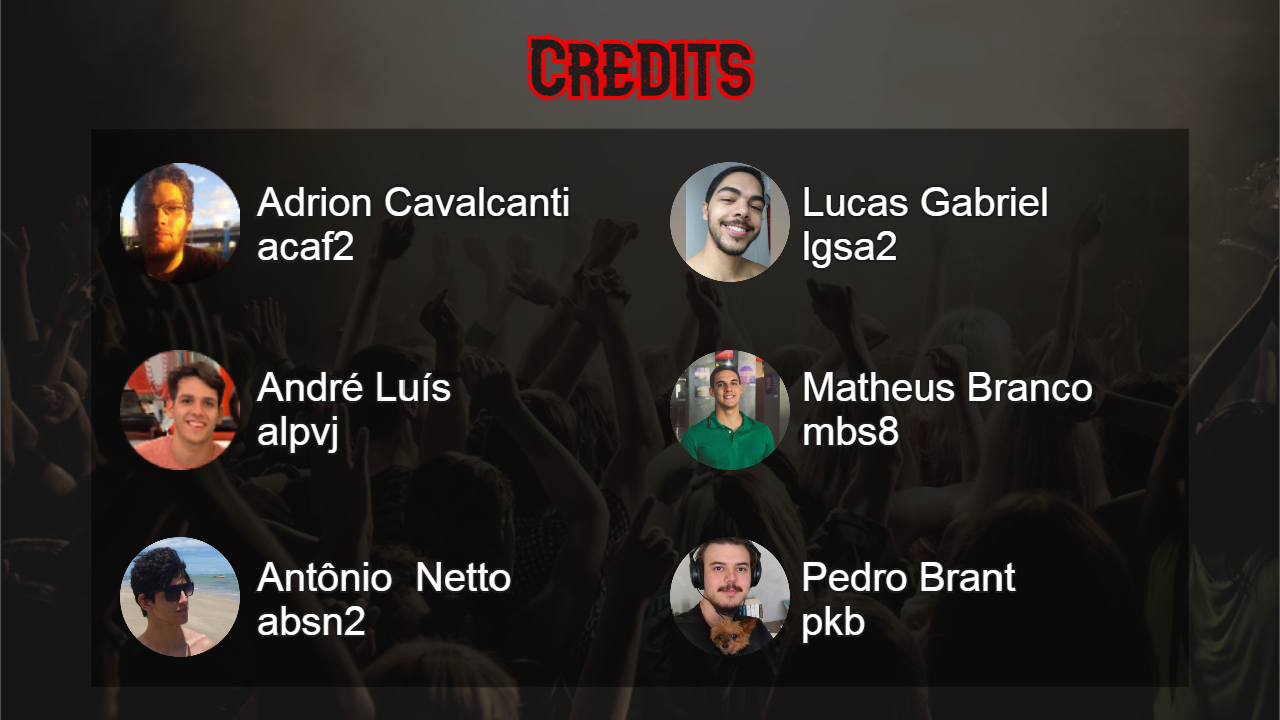 CREDITS
Adrion Cavalcanti
acaf2
Lucas Gabriel
lgsa2
André Luís
alpvj
Matheus Branco
mbs8
Antônio  Netto
absn2
Pedro Brant
pkb